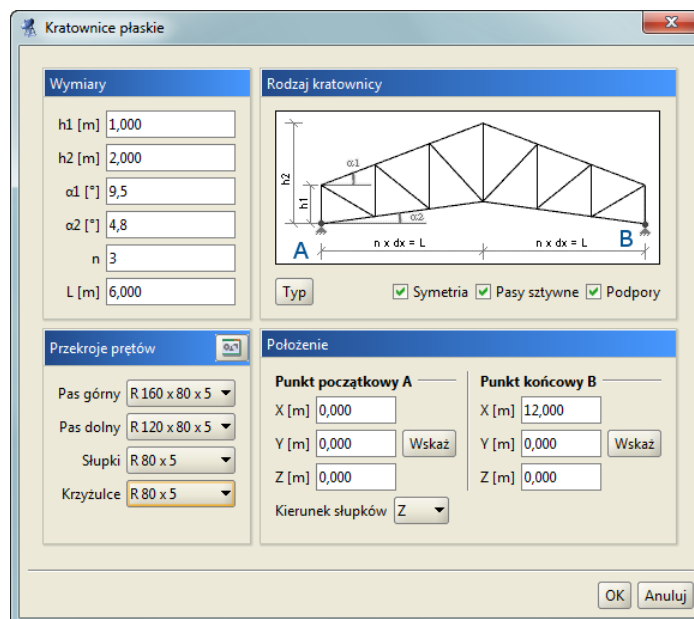 Kratownice płaskie
Wymiary
h1 [m] 1,000
h2 [m] 2,000
α1 [°] 9,5
α2 [°] 4,8
n 3
L [m] 6,000
Rodzaj kratownicy
h2
h1
α1
α2
A
B
n x dx = L
n x dx = L
Typ
Symetria
Pasy sztywne
Podpory
Przekroje prętów
Pas górny R 160 x 80 x 5
Pas dolny R 120 x 80 x 5
Słupki R 80 x 5
Krzyżulce R 80 x 5
Położenie
Punkt początkowy A
X [m] 0,000
Y [m] 0,000 Wskaż
Z [m] 0,000
Kierunek słupków Z
Punkt końcowy B
X [m] 12,000
Y [m] 0,000 Wskaż
Z [m] 0,000
OK Anuluj